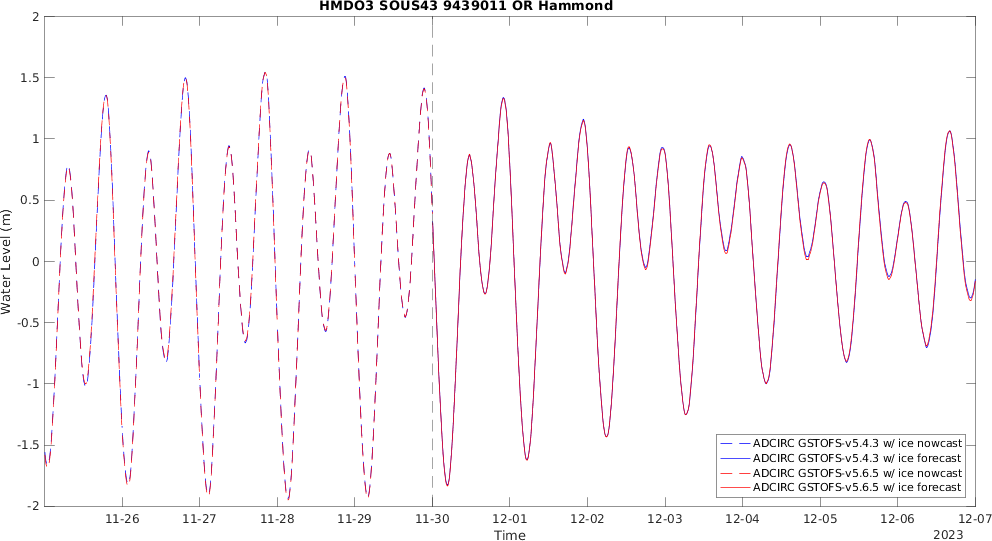 HMDO3 SOUS43 9439011 OR Hammond
2
1.5
1
0.5
0
-0.5
-1
-1.5
-2
Water Level (m)
ADCIRC GSTOFS-v5.4.3 w/ ice nowcast
ADCIRC GSTOFS-v5.4.3 w/ ice forecast
ADCIRC GSTOFS-v5.6.5 w/ ice nowcast
ADCIRC GSTOFS-v5.6.5 w/ ice forecast
11-26 11-27 11-28 11-29 11-30 12-01 12-02 12-03 12-04 12-05 12-06 12-07
Time
2023